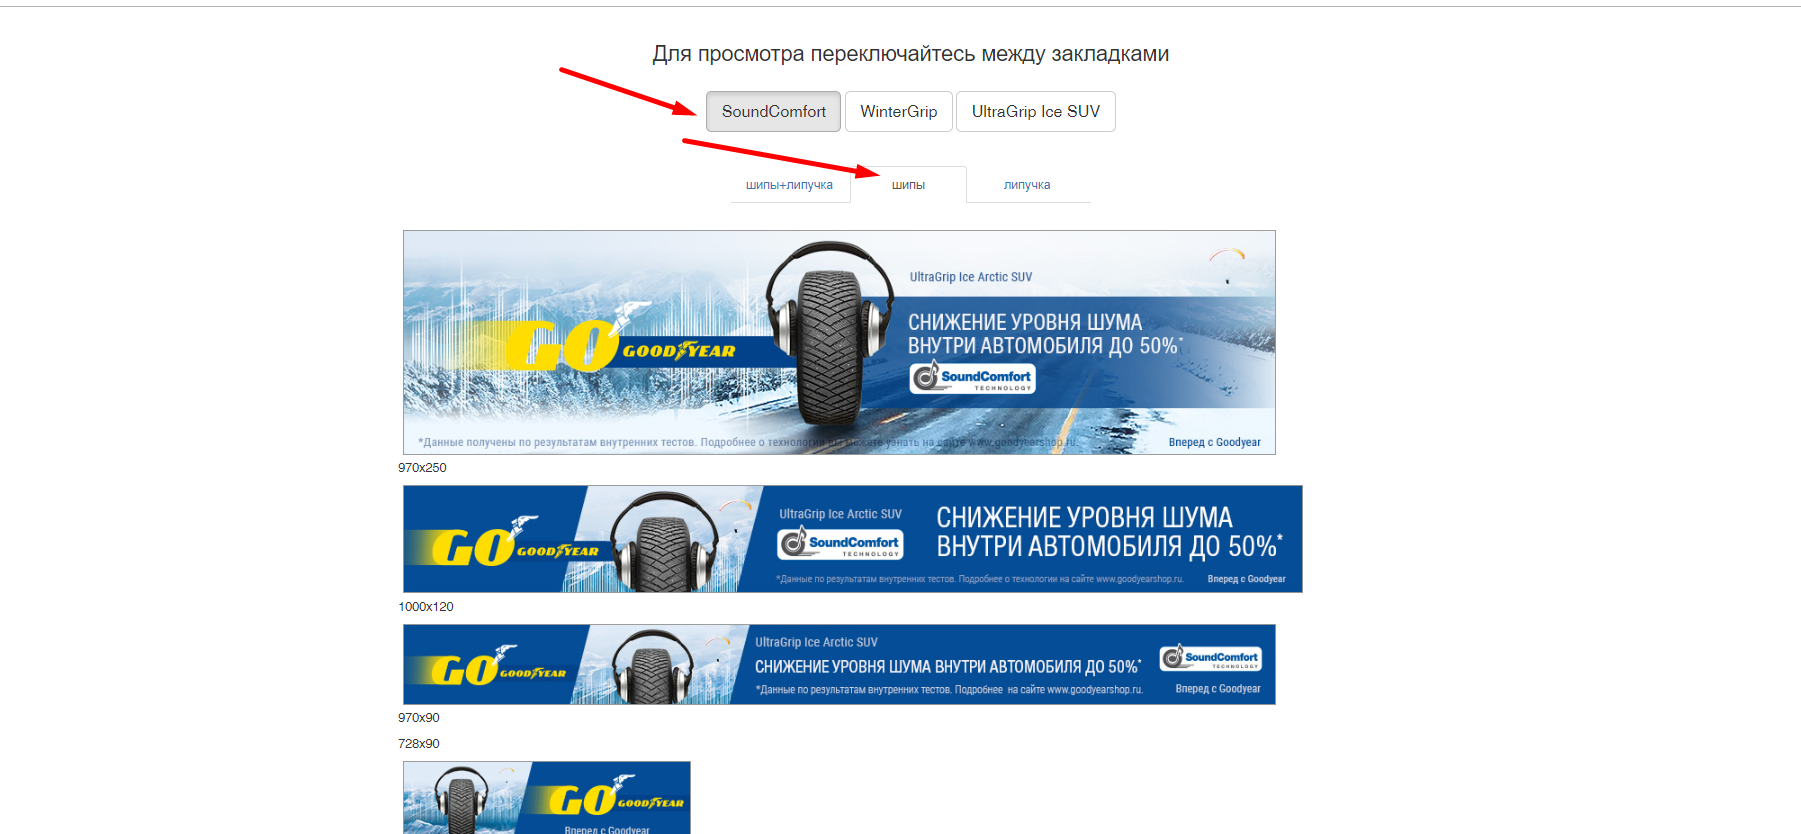 Для просмотра переключайтесь между закладками
SoundComfort
WinterGrip
UltraGrip Ice SUV
шипы+липучка
шипы
липучка
UltraGrip Ice Arctic SUV
GO GOODYEAR
СНИЖЕНИЕ УРОВНЯ ШУМА
ВНУТРИ АВТОМОБИЛЯ ДО 50%*
SoundComfort
TECHNOLOGY
*Данные получены по результатам внутренних тестов. Подробнее о технологии вы можете узнать на сайте www.goodyearshop.ru.
Вперед с Goodyear
970x250
GO GOODYEAR
UltraGrip Ice Arctic SUV
SoundComfort
TECHNOLOGY
СНИЖЕНИЕ УРОВНЯ ШУМА
ВНУТРИ АВТОМОБИЛЯ ДО 50%*
*Данные по результатам внутренних тестов. Подробнее о технологии на сайте www.goodyearshop.ru.
Вперед с Goodyear
1000x120
GO GOODYEAR
UltraGrip Ice Arctic SUV
СНИЖЕНИЕ УРОВНЯ ШУМА ВНУТРИ АВТОМОБИЛЯ ДО 50%*
*Данные по результатам внутренних тестов. Подробнее на сайте www.goodyearshop.ru.
SoundComfort
TECHNOLOGY
Вперед с Goodyear
970x90
728x90
GO GOODYEAR
Вперед с Goodyear